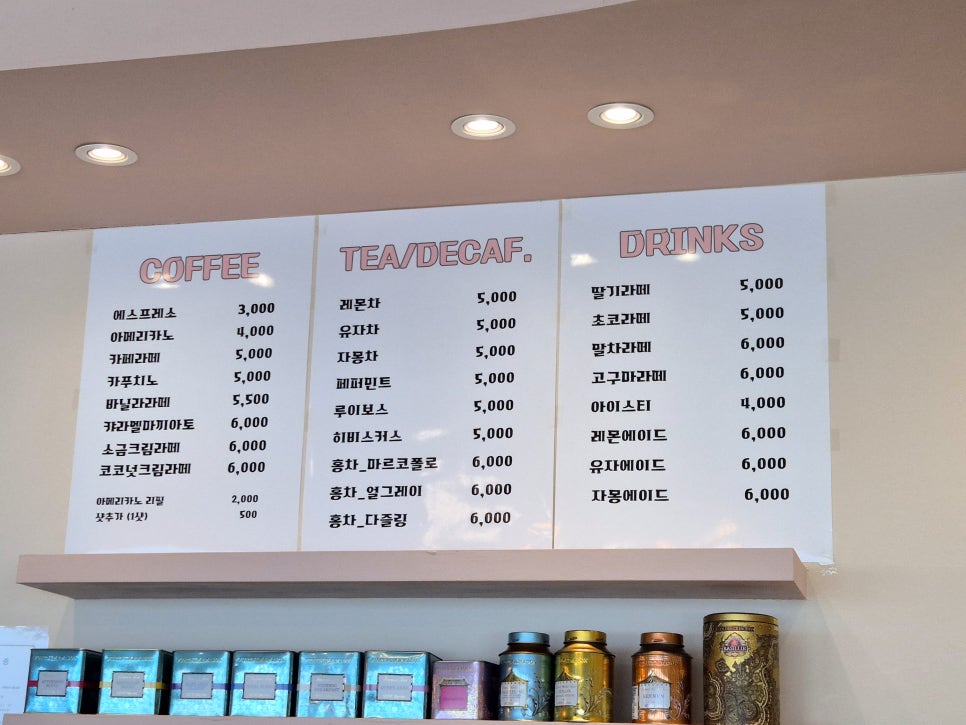 COFFEE
에스프레소 3,000
아메리카노 4,000
카페라떼 5,000
카푸치노 5,000
바닐라라떼 5,500
캬라멜마끼아토 6,000
소금크림라떼 6,000
코코넛크림라떼 6,000
아메리카노 리필 2,000
샷추가 (1샷) 500
TEA/DECAF.
레몬차 5,000
유자차 5,000
자몽차 5,000
페퍼민트 5,000
루이보스 5,000
히비스커스 5,000
홍차_마르코폴로 6,000
홍차_얼그레이 6,000
홍차_다즐링 6,000
DRINKS
딸기라떼 5,000
초코라떼 5,000
말차라떼 6,000
고구마라떼 6,000
아이스티 4,000
레몬에이드 6,000
유자에이드 6,000
자몽에이드 6,000